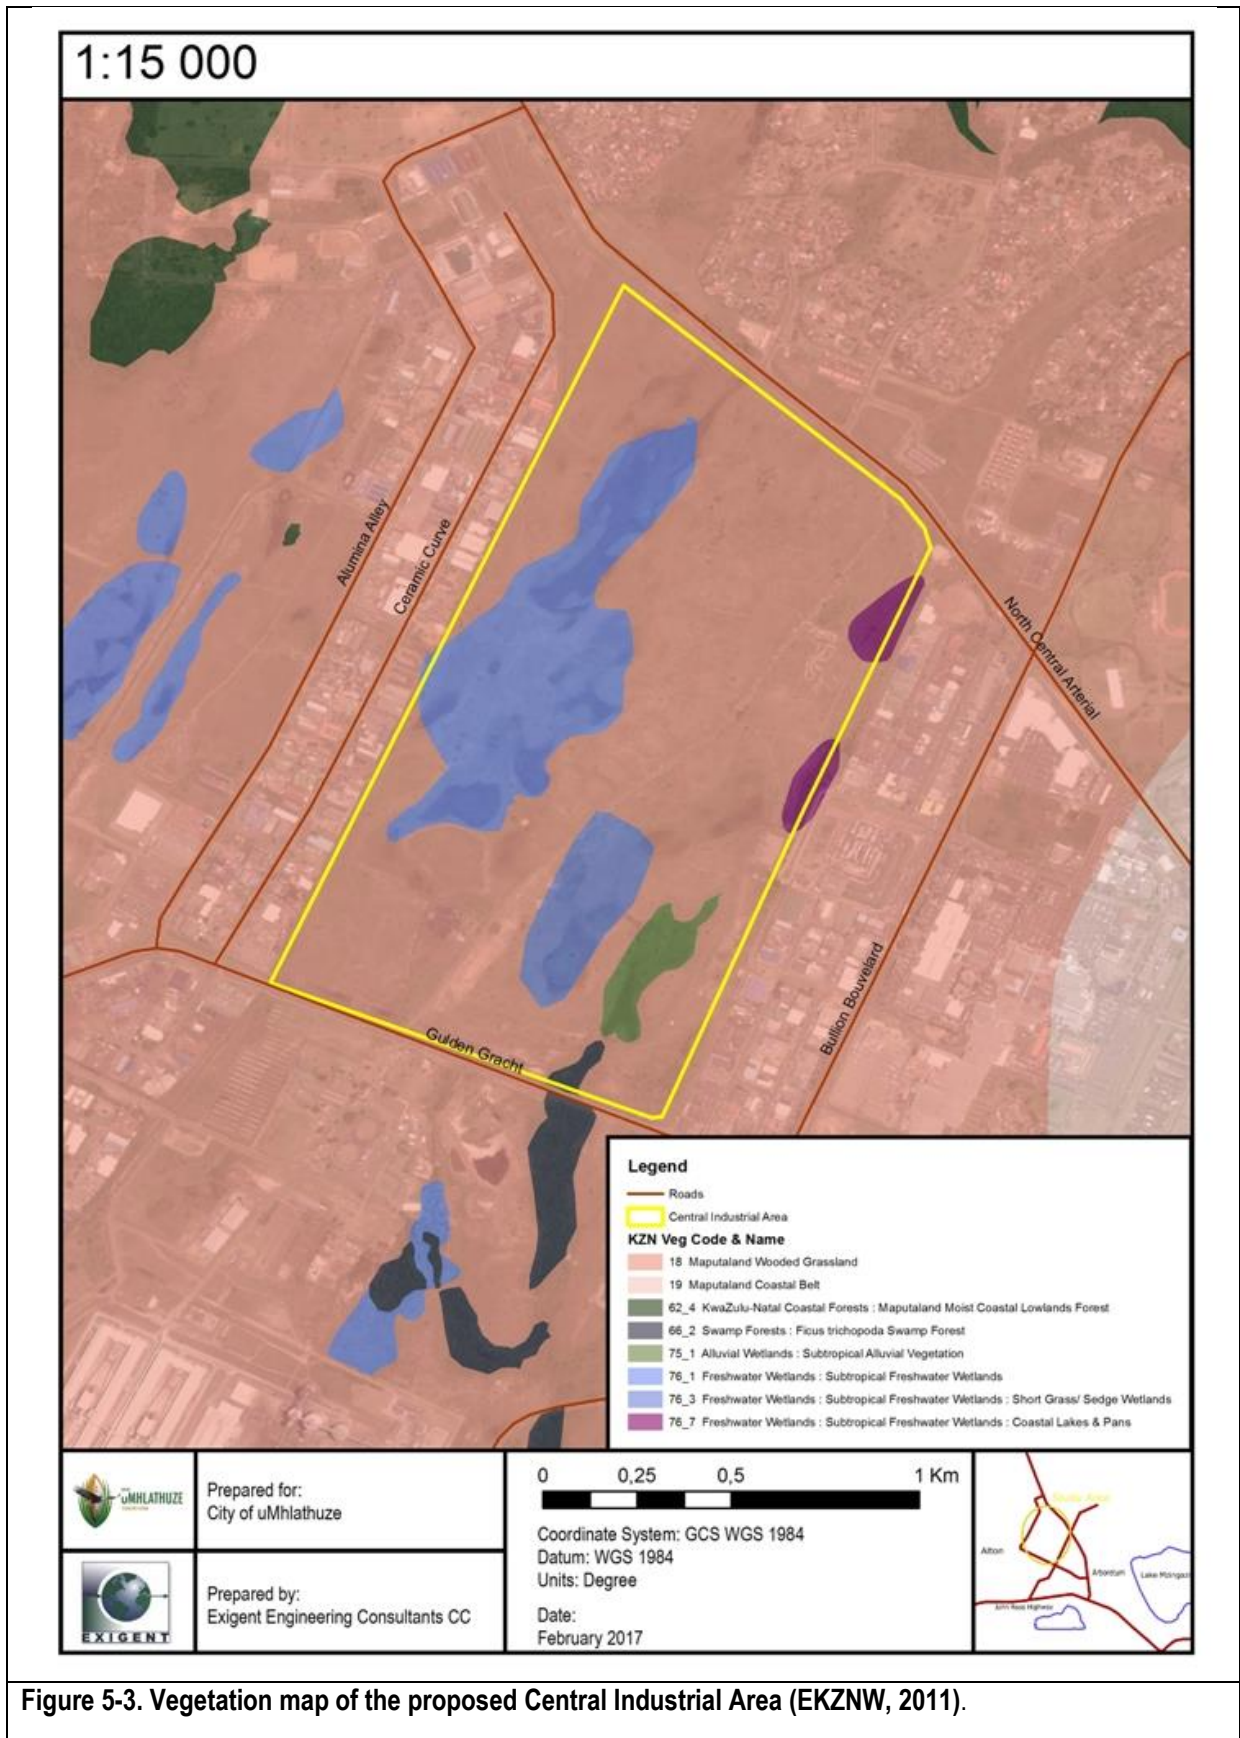 1:15 000
Alumina Alley
Ceramic Curve
North Central Arterial
Bullion Bouvelard
Gulden Gracht
Legend
Roads
Central Industrial Area
KZN Veg Code & Name
18 Maputaland Wooded Grassland
19 Maputaland Coastal Belt
62_4 KwaZulu-Natal Coastal Forests : Maputaland Moist Coastal Lowlands Forest
66_2 Swamp Forests : Ficus trichopoda Swamp Forest
75_1 Alluvial Wetlands : Subtropical Alluvial Vegetation
76_1 Freshwater Wetlands : Subtropical Freshwater Wetlands
76_3 Freshwater Wetlands : Subtropical Freshwater Wetlands : Short Grass/ Sedge Wetlands
76_7 Freshwater Wetlands : Subtropical Freshwater Wetlands : Coastal Lakes & Pans
uMHLATHUZE
Prepared for:
City of uMhlathuze
EXIGENT
Prepared by:
Exigent Engineering Consultants CC
0 0,25 0,5 1 Km
Coordinate System: GCS WGS 1984
Datum: WGS 1984
Units: Degree
Date:
February 2017
Alton
Arboretum
John Ross Highway
Figure 5-3. Vegetation map of the proposed Central Industrial Area (EKZNW, 2011).